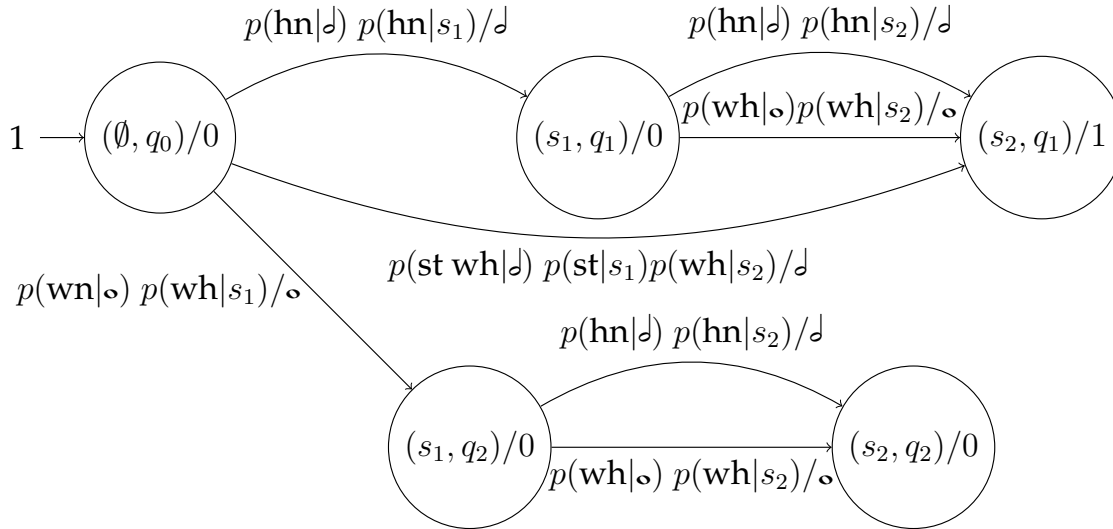 p(hn|𝅗𝅥) p(hn|s₁)/𝅗𝅥
p(hn|𝅗𝅥) p(hn|s₂)/𝅗𝅥
1
(∅, q₀)/0
(s₁, q₁)/0
p(wh|𝅝)p(wh|s₂)/𝅝
(s₂, q₁)/1
p(st wh|𝅗𝅥) p(st|s₁)p(wh|s₂)/𝅗𝅥
p(wn|𝅝) p(wh|s₁)/𝅝
p(hn|𝅗𝅥) p(hn|s₂)/𝅗𝅥
(s₁, q₂)/0
(s₂, q₂)/0
p(wh|𝅝) p(wh|s₂)/𝅝